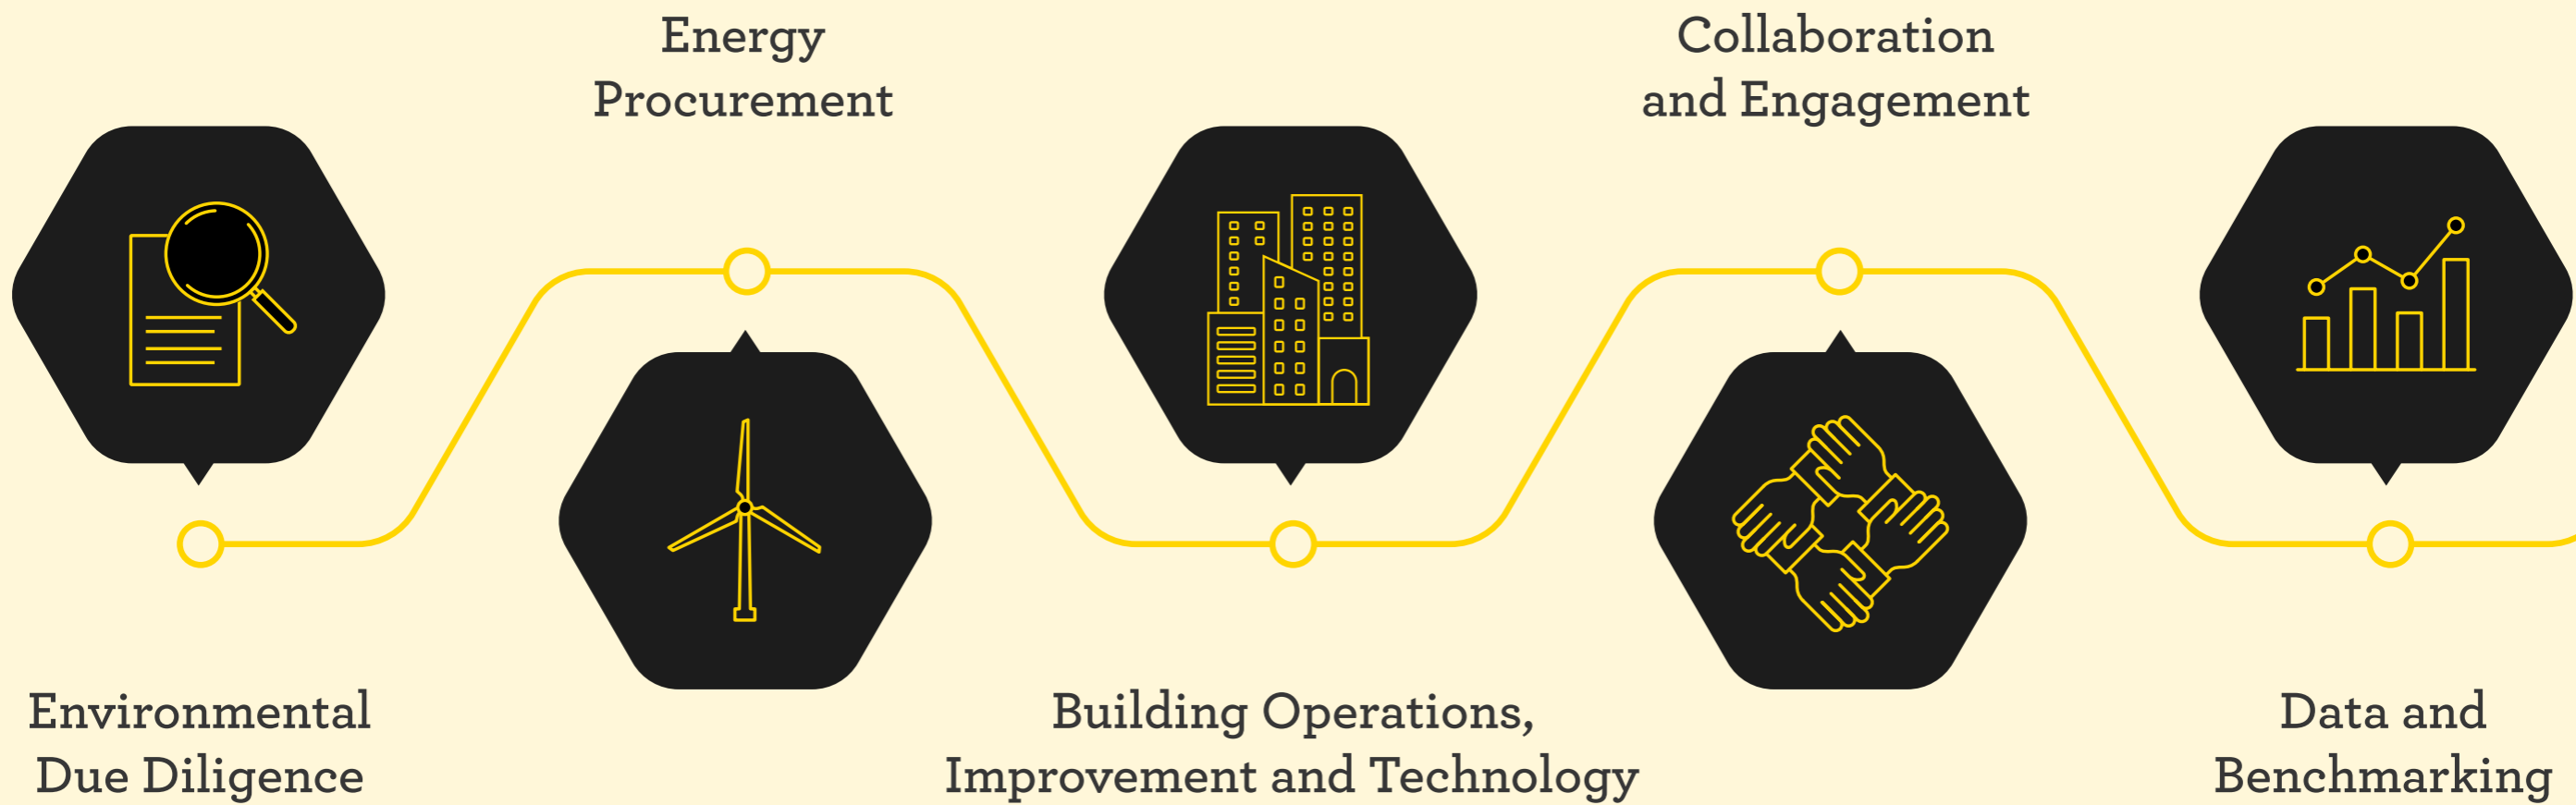 Environmental
Due Diligence
Energy
Procurement
Building Operations,
Improvement and Technology
Collaboration
and Engagement
Data and
Benchmarking